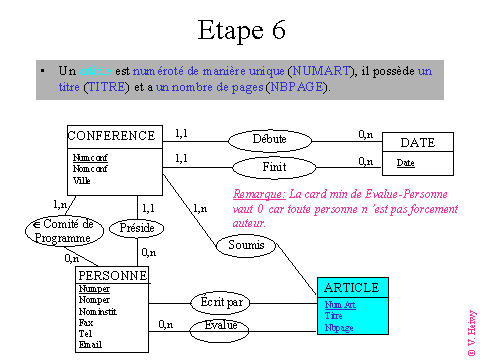 Etape 6
• Un article est numéroté de manière unique (NUMART), il possède un
titre (TITRE) et a un nombre de pages (NBPAGE).
CONFERENCE
Numconf
Nomconf
Ville
1,1
Débute
0,n
1,1
Finit
0,n
DATE
Date
Remarque: La card min de Evalue-Personne
vaut 0 car toute personne n 'est pas forcement
auteur.
1,n
1,1
1,n
∈ Comité de
Programme
Préside
Soumis
0,n
0,n
PERSONNE
Numper
Nomper
Nominstit
Fax
Tel
Email
Écrit par
0,n
Evalue
ARTICLE
NumArt
Titre
Nbpage
© V. Heiwy